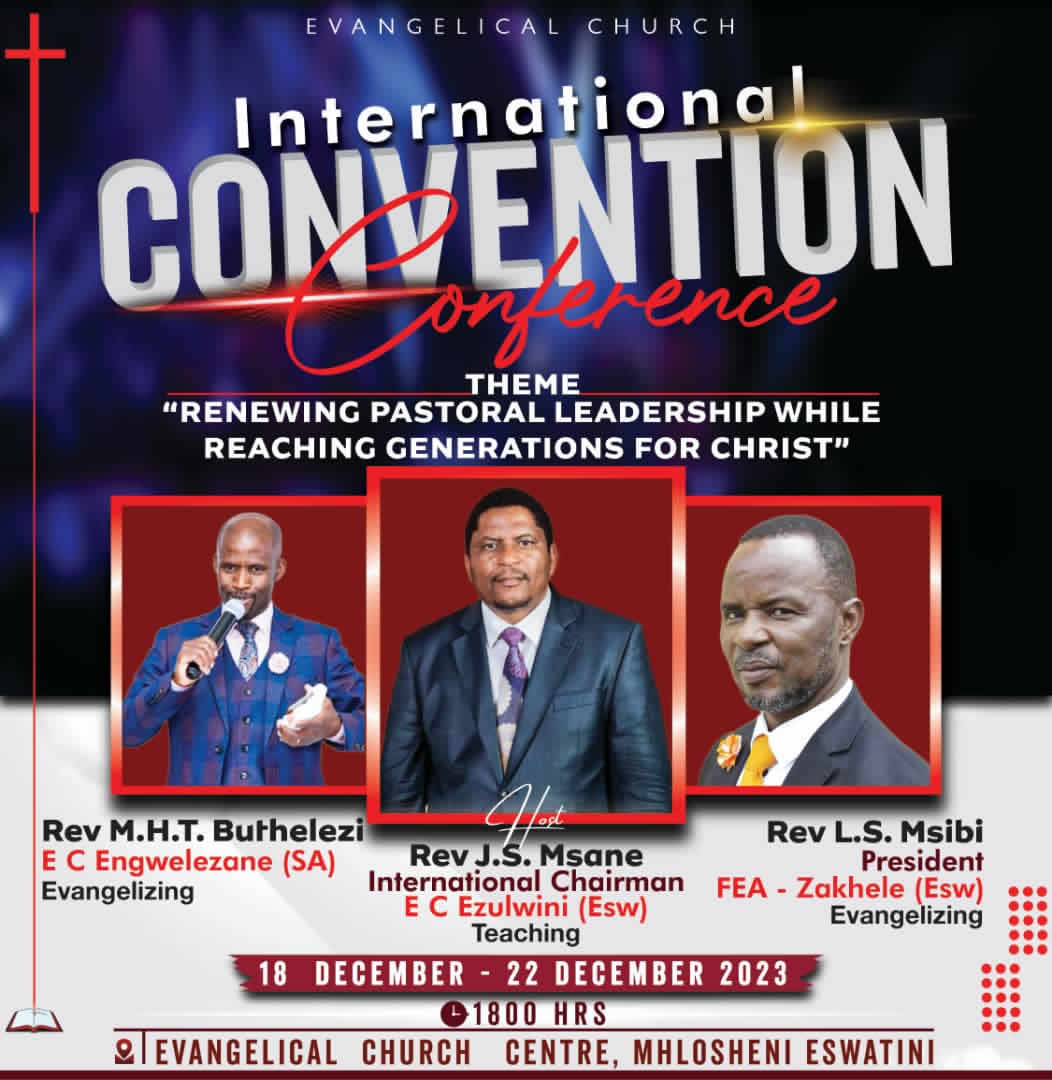 EVANGELICAL CHURCH
International
CONVENTION
Conference
THEME
“RENEWING PASTORAL LEADERSHIP WHILE
REACHING GENERATIONS FOR CHRIST”
Rev M.H.T. Buthelezi
E C Engwelezane (SA)
Evangelizing
Host
Rev J.S. Msane
International Chairman
E C Ezulwini (Esw)
Teaching
Rev L.S. Msibi
President
FEA - Zakhele (Esw)
Evangelizing
18 DECEMBER - 22 DECEMBER 2023
1800 HRS
EVANGELICAL CHURCH CENTRE, MHLOSHENI ESWATINI